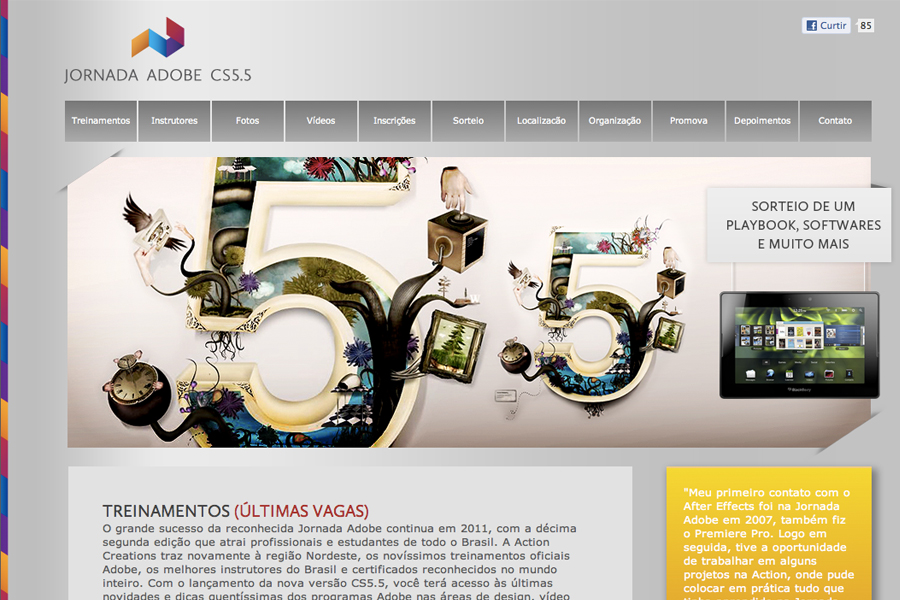 Curtir 85
JORNADA ADOBE CS5.5
Treinamentos Instrutores Fotos Vídeos Inscrições Sorteio Localizacão Organização Promova Depoimentos Contato
SORTEIO DE UM
PLAYBOOK, SOFTWARES
E MUITO MAIS
BlackBerry
TREINAMENTOS (ÚLTIMAS VAGAS)
O grande sucesso da reconhecida Jornada Adobe continua em 2011, com a décima
segunda edição que atrai profissionais e estudantes de todo o Brasil. A Action
Creations traz novamente à região Nordeste, os novíssimos treinamentos oficiais
Adobe, os melhores instrutores do Brasil e certificados reconhecidos no mundo
inteiro. Com o lançamento da nova versão CS5.5, você terá acesso às últimas
novidades e dicas quentíssimas dos programas Adobe nas áreas de design, vídeo
"Meu primeiro contato com o
After Effects foi na Jornada
Adobe em 2007, também fiz
o Premiere Pro. Logo em
seguida, tive a oportunidade
de trabalhar em alguns
projetos na Action, onde pude
colocar em prática tudo que